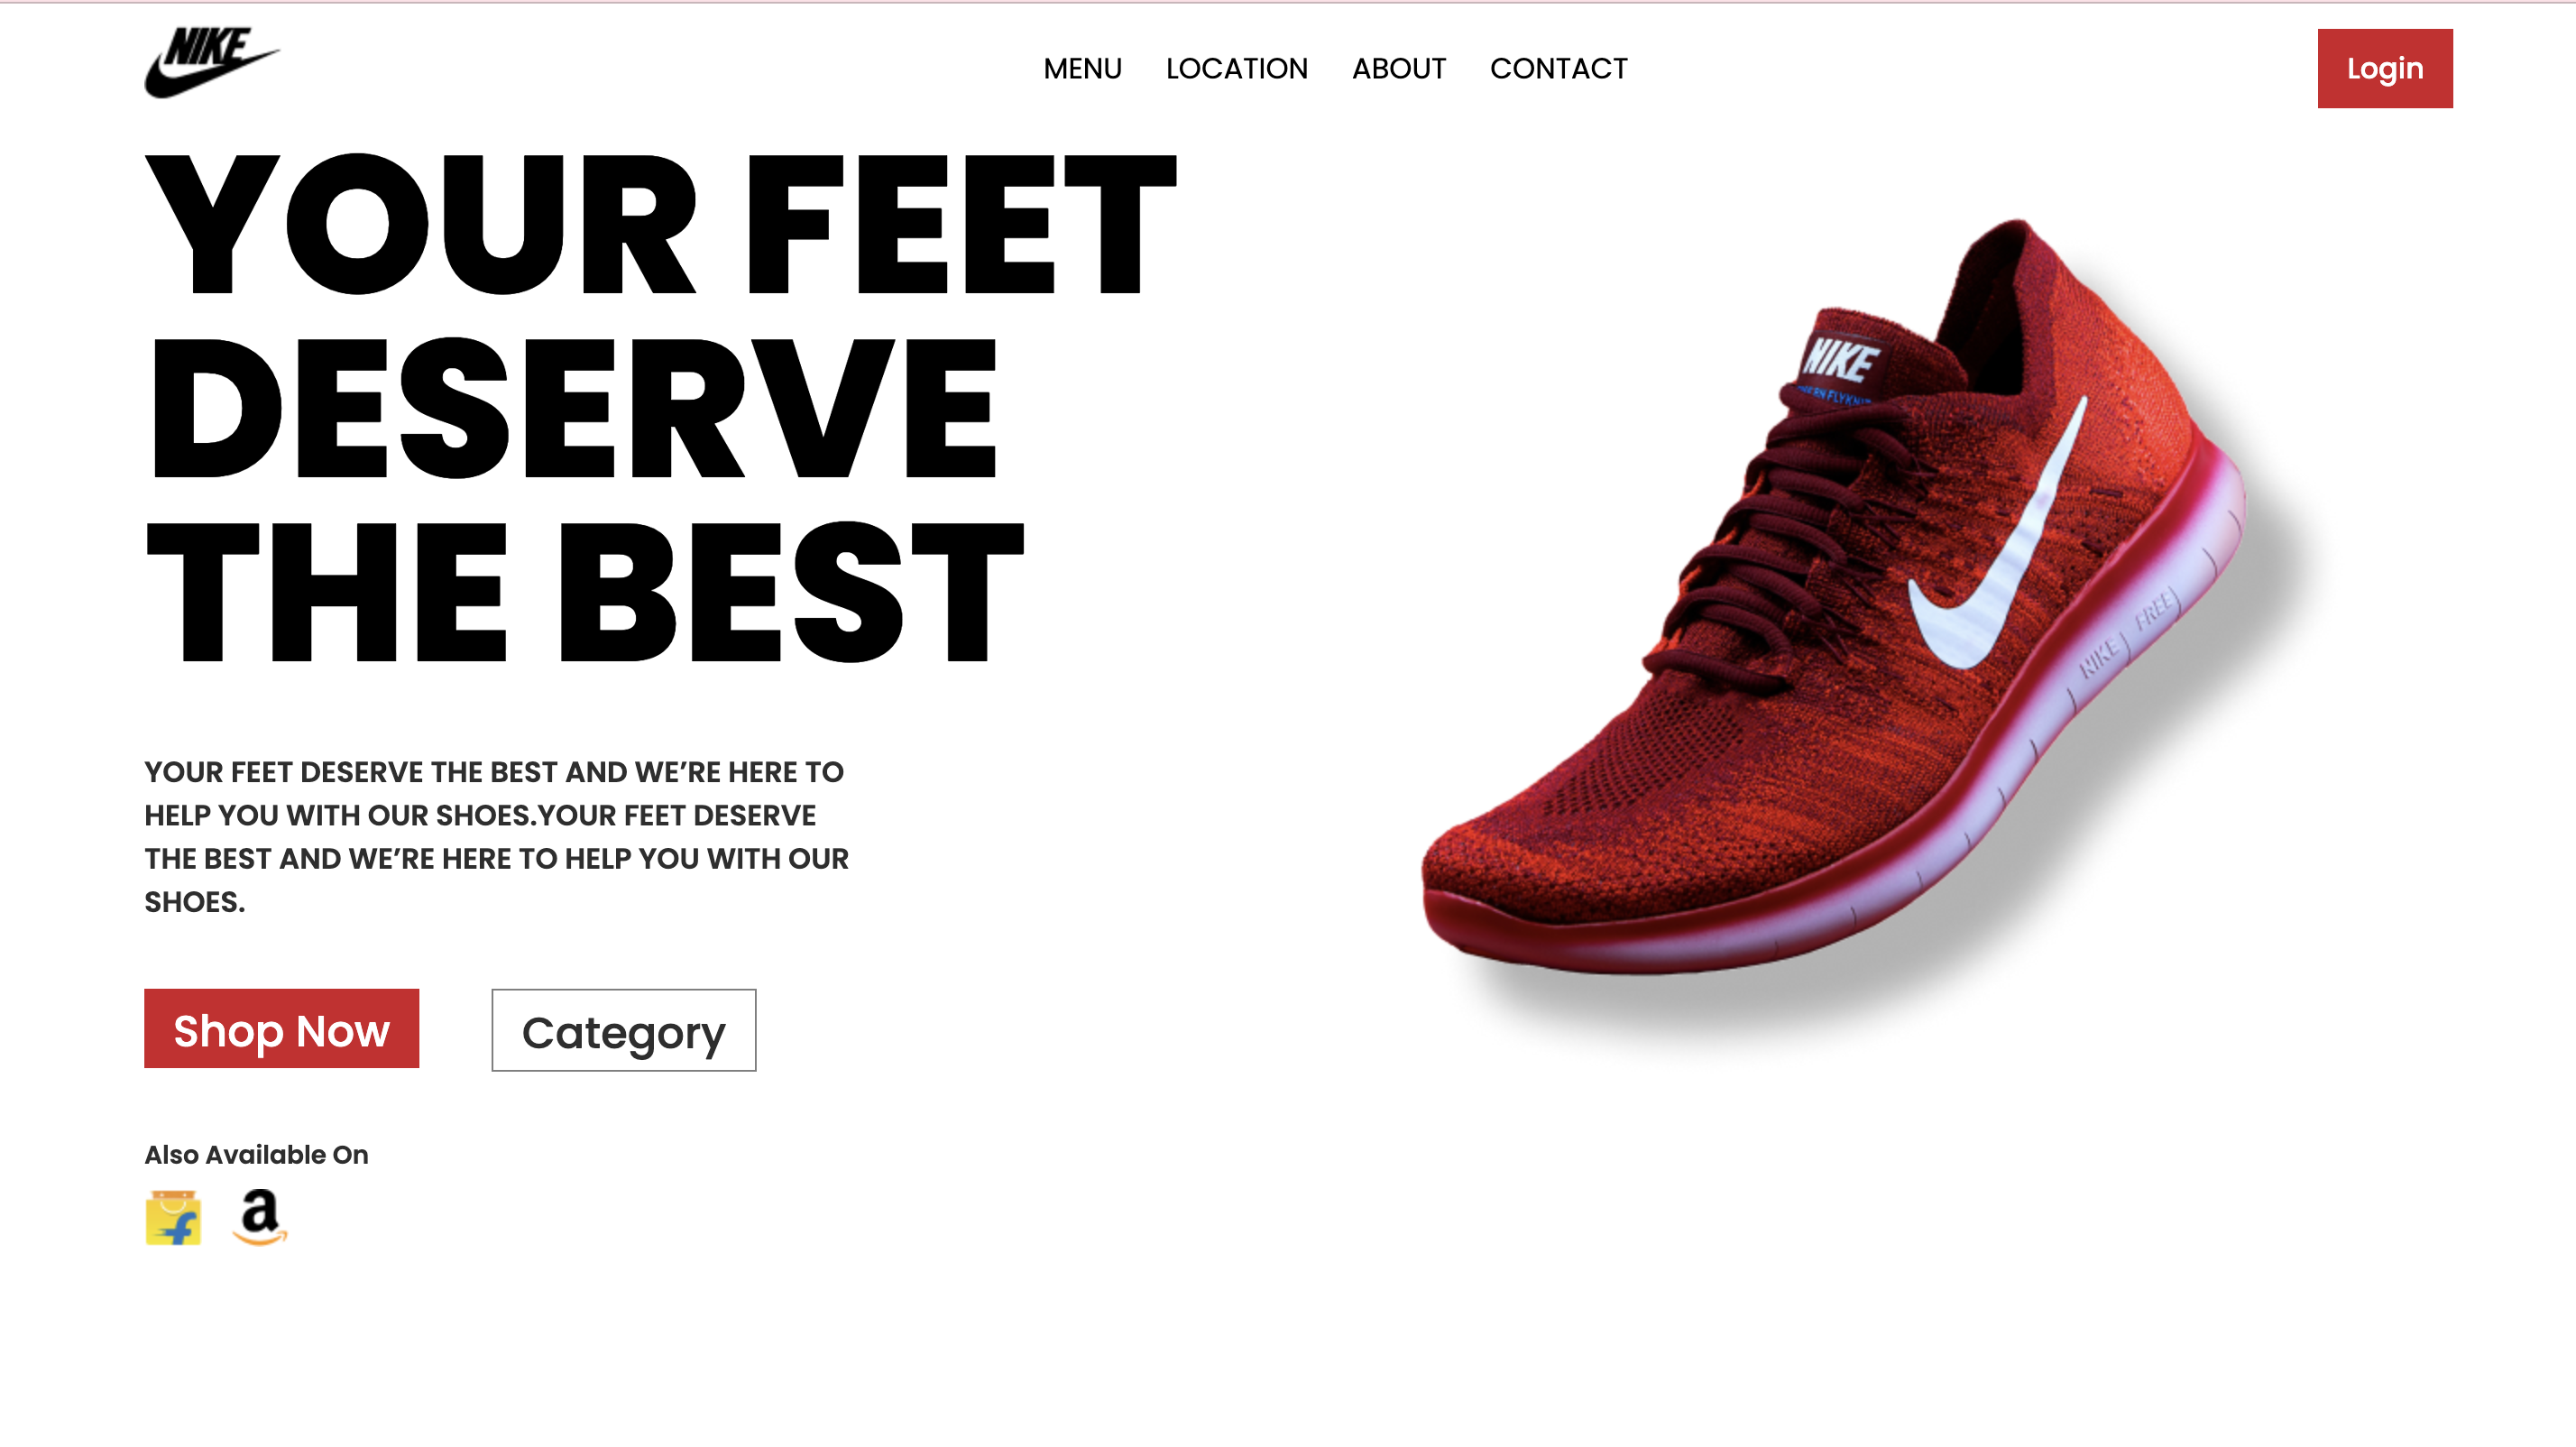 NIKE
MENU LOCATION ABOUT CONTACT
Login
YOUR FEET
DESERVE
THE BEST
YOUR FEET DESERVE THE BEST AND WE’RE HERE TO
HELP YOU WITH OUR SHOES.YOUR FEET DESERVE
THE BEST AND WE’RE HERE TO HELP YOU WITH OUR
SHOES.
Shop Now
Category
Also Available On
f
a
NIKE
FLYKNIT
NIKE FREE